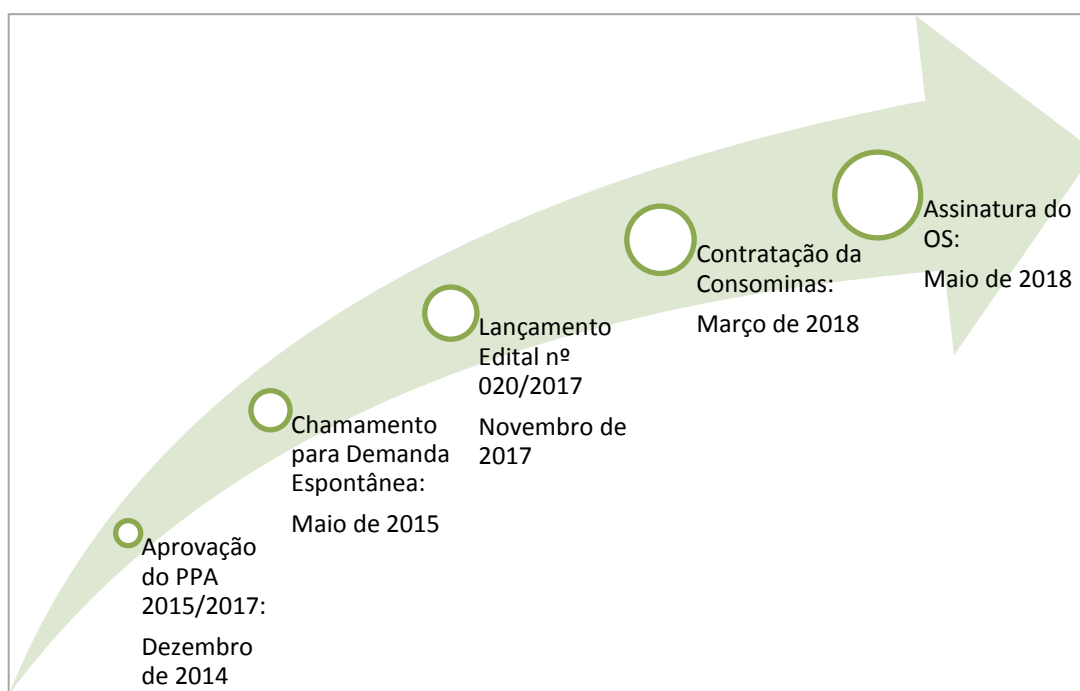 Aprovação
do PPA
2015/2017:
Dezembro
de 2014
Chamamento
para Demanda
Espontânea:
Maio de 2015
Lançamento
Edital nº
020/2017
Novembro de
2017
Contratação da
Consominas:
Março de 2018
Assinatura do
OS:
Maio de 2018